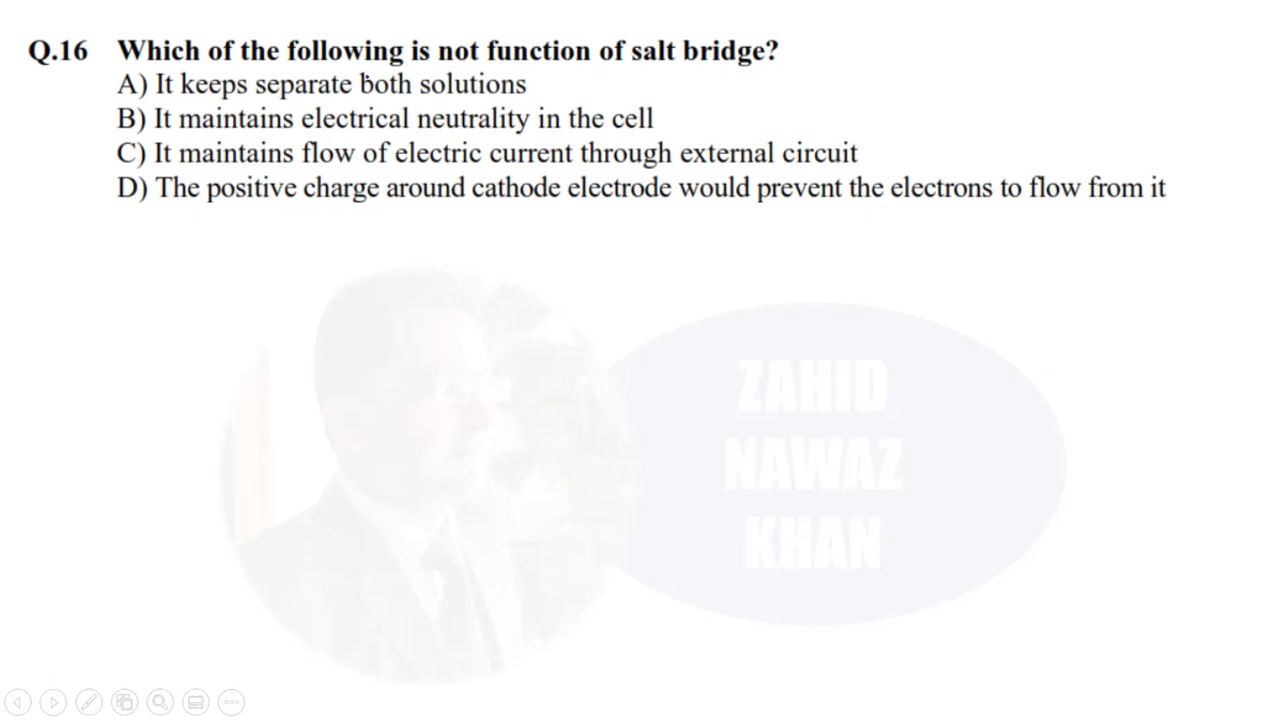 Q.16 Which of the following is not function of salt bridge?
A) It keeps separate both solutions
B) It maintains electrical neutrality in the cell
C) It maintains flow of electric current through external circuit
D) The positive charge around cathode electrode would prevent the electrons to flow from it
ZAHID
NAWAZ
KHAN